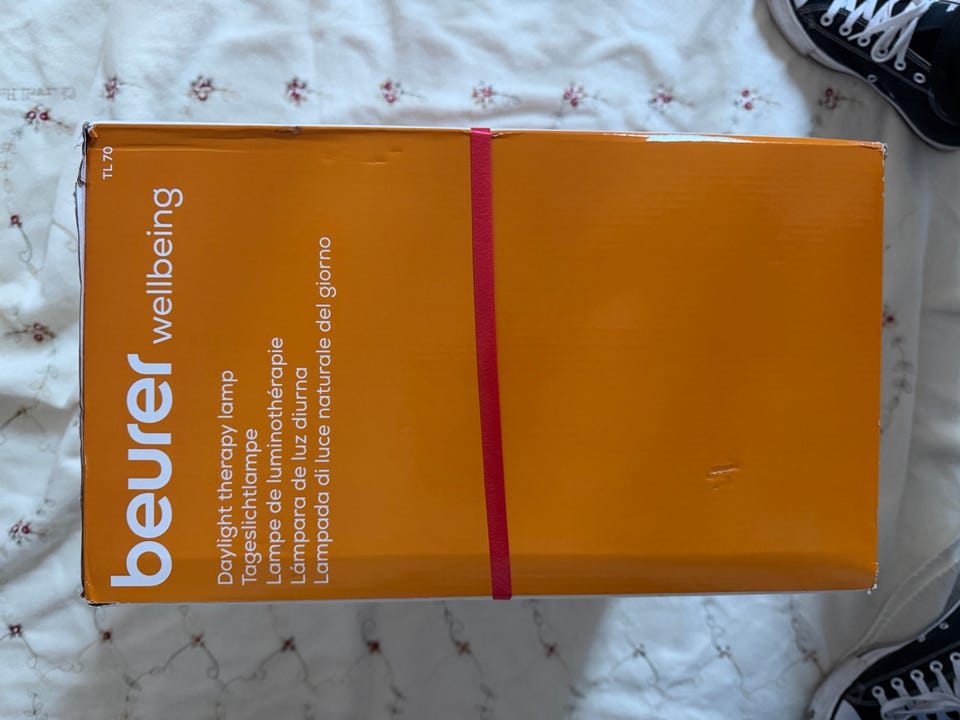 TL 70
beurer wellbeing
Daylight therapy lamp
Tageslichtlampe
Lampe de luminothérapie
Lámpara de luz diurna
Lampada di luce naturale del giorno